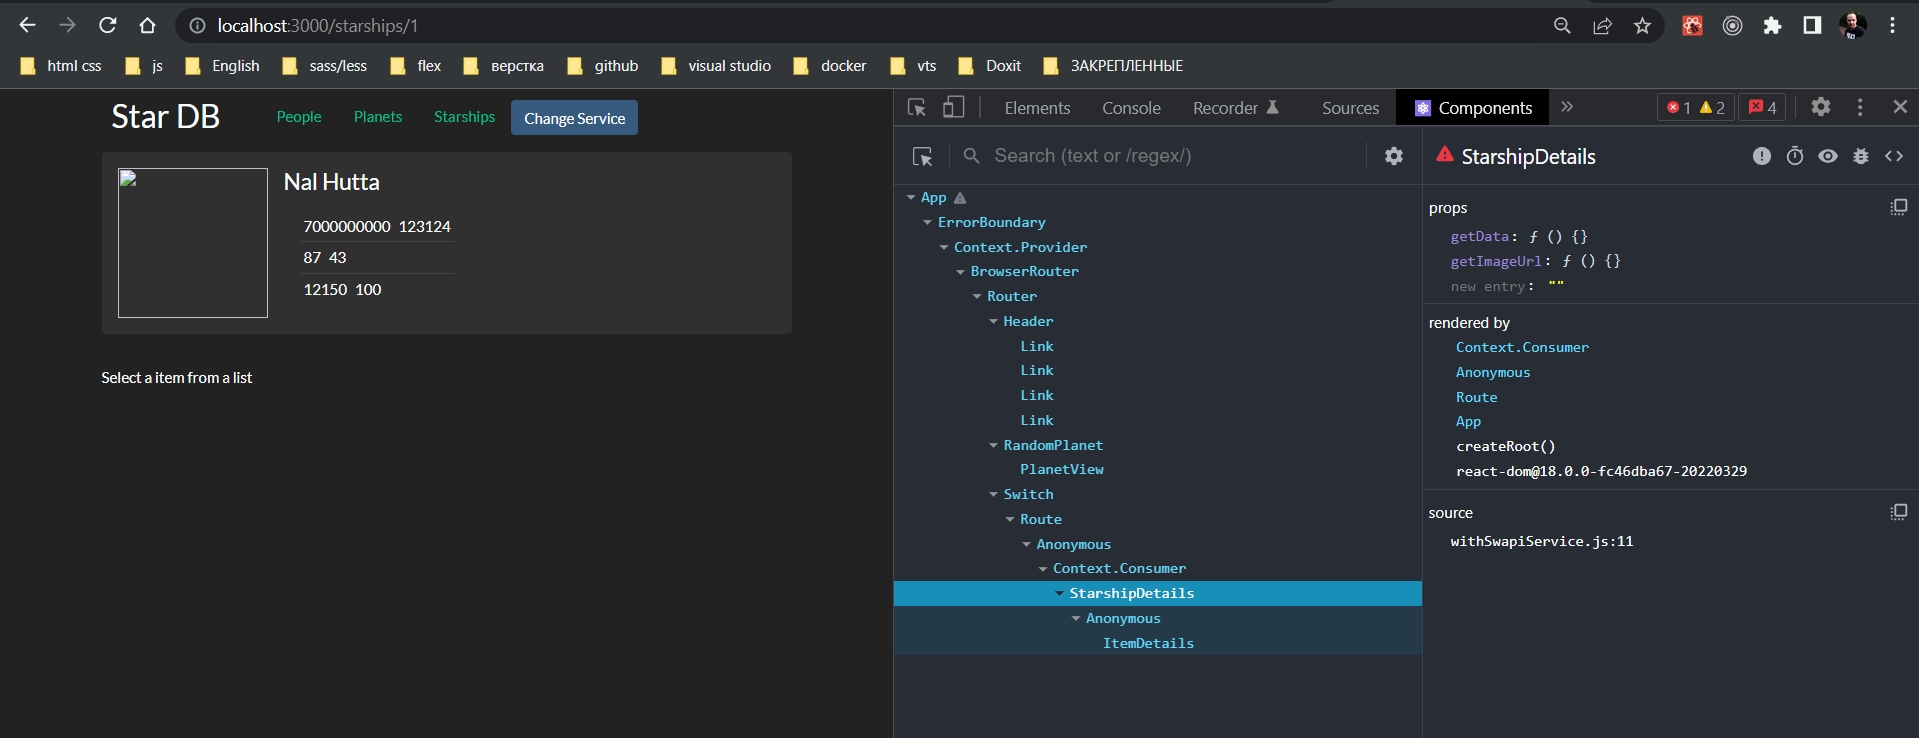 localhost:3000/starships/1
html css js English sass/less flex верстка github visual studio docker vts Doxit ЗАКРЕПЛЕННЫЕ
Star DB People Planets Starships Change Service
Nal Hutta
7000000000 123124
87 43
12150 100
Select a item from a list
Elements Console Recorder Sources Components » 1 2 4
Search (text or /regex/)
App
ErrorBoundary
Context.Provider
BrowserRouter
Router
Header
Link
Link
Link
Link
RandomPlanet
PlanetView
Switch
Route
Anonymous
Context.Consumer
StarshipDetails
Anonymous
ItemDetails
StarshipDetails
props
getData: ƒ () {}
getImageUrl: ƒ () {}
new entry: ""
rendered by
Context.Consumer
Anonymous
Route
App
createRoot()
react-dom@18.0.0-fc46dba67-20220329
source
withSwapiService.js:11